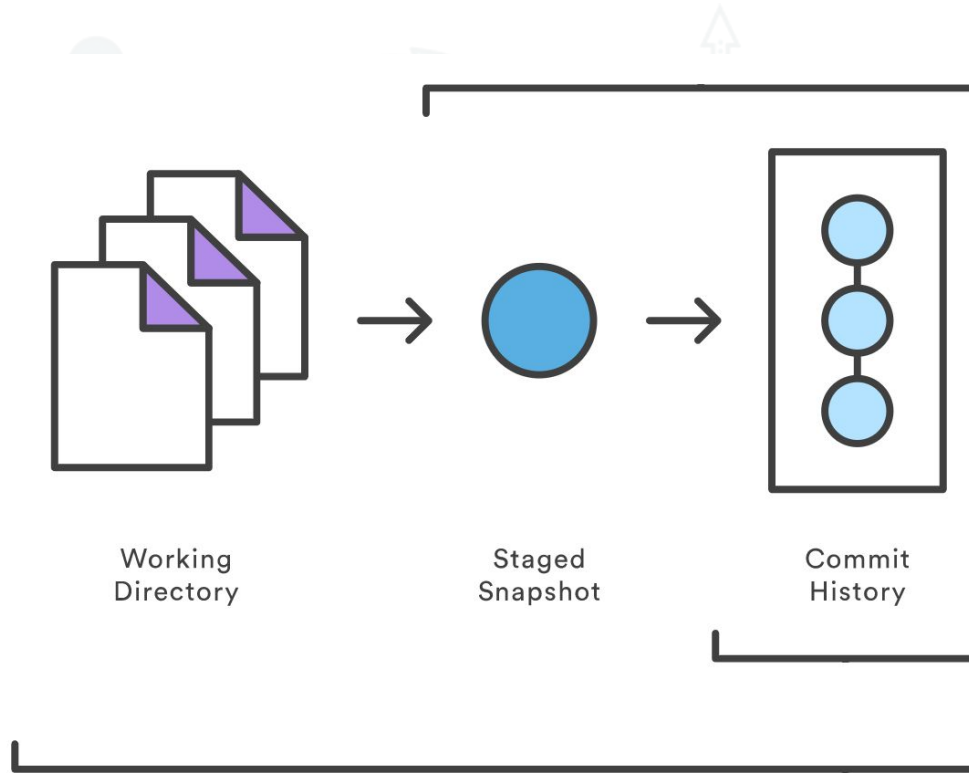 Working
Directory
Staged
Snapshot
Commit
History